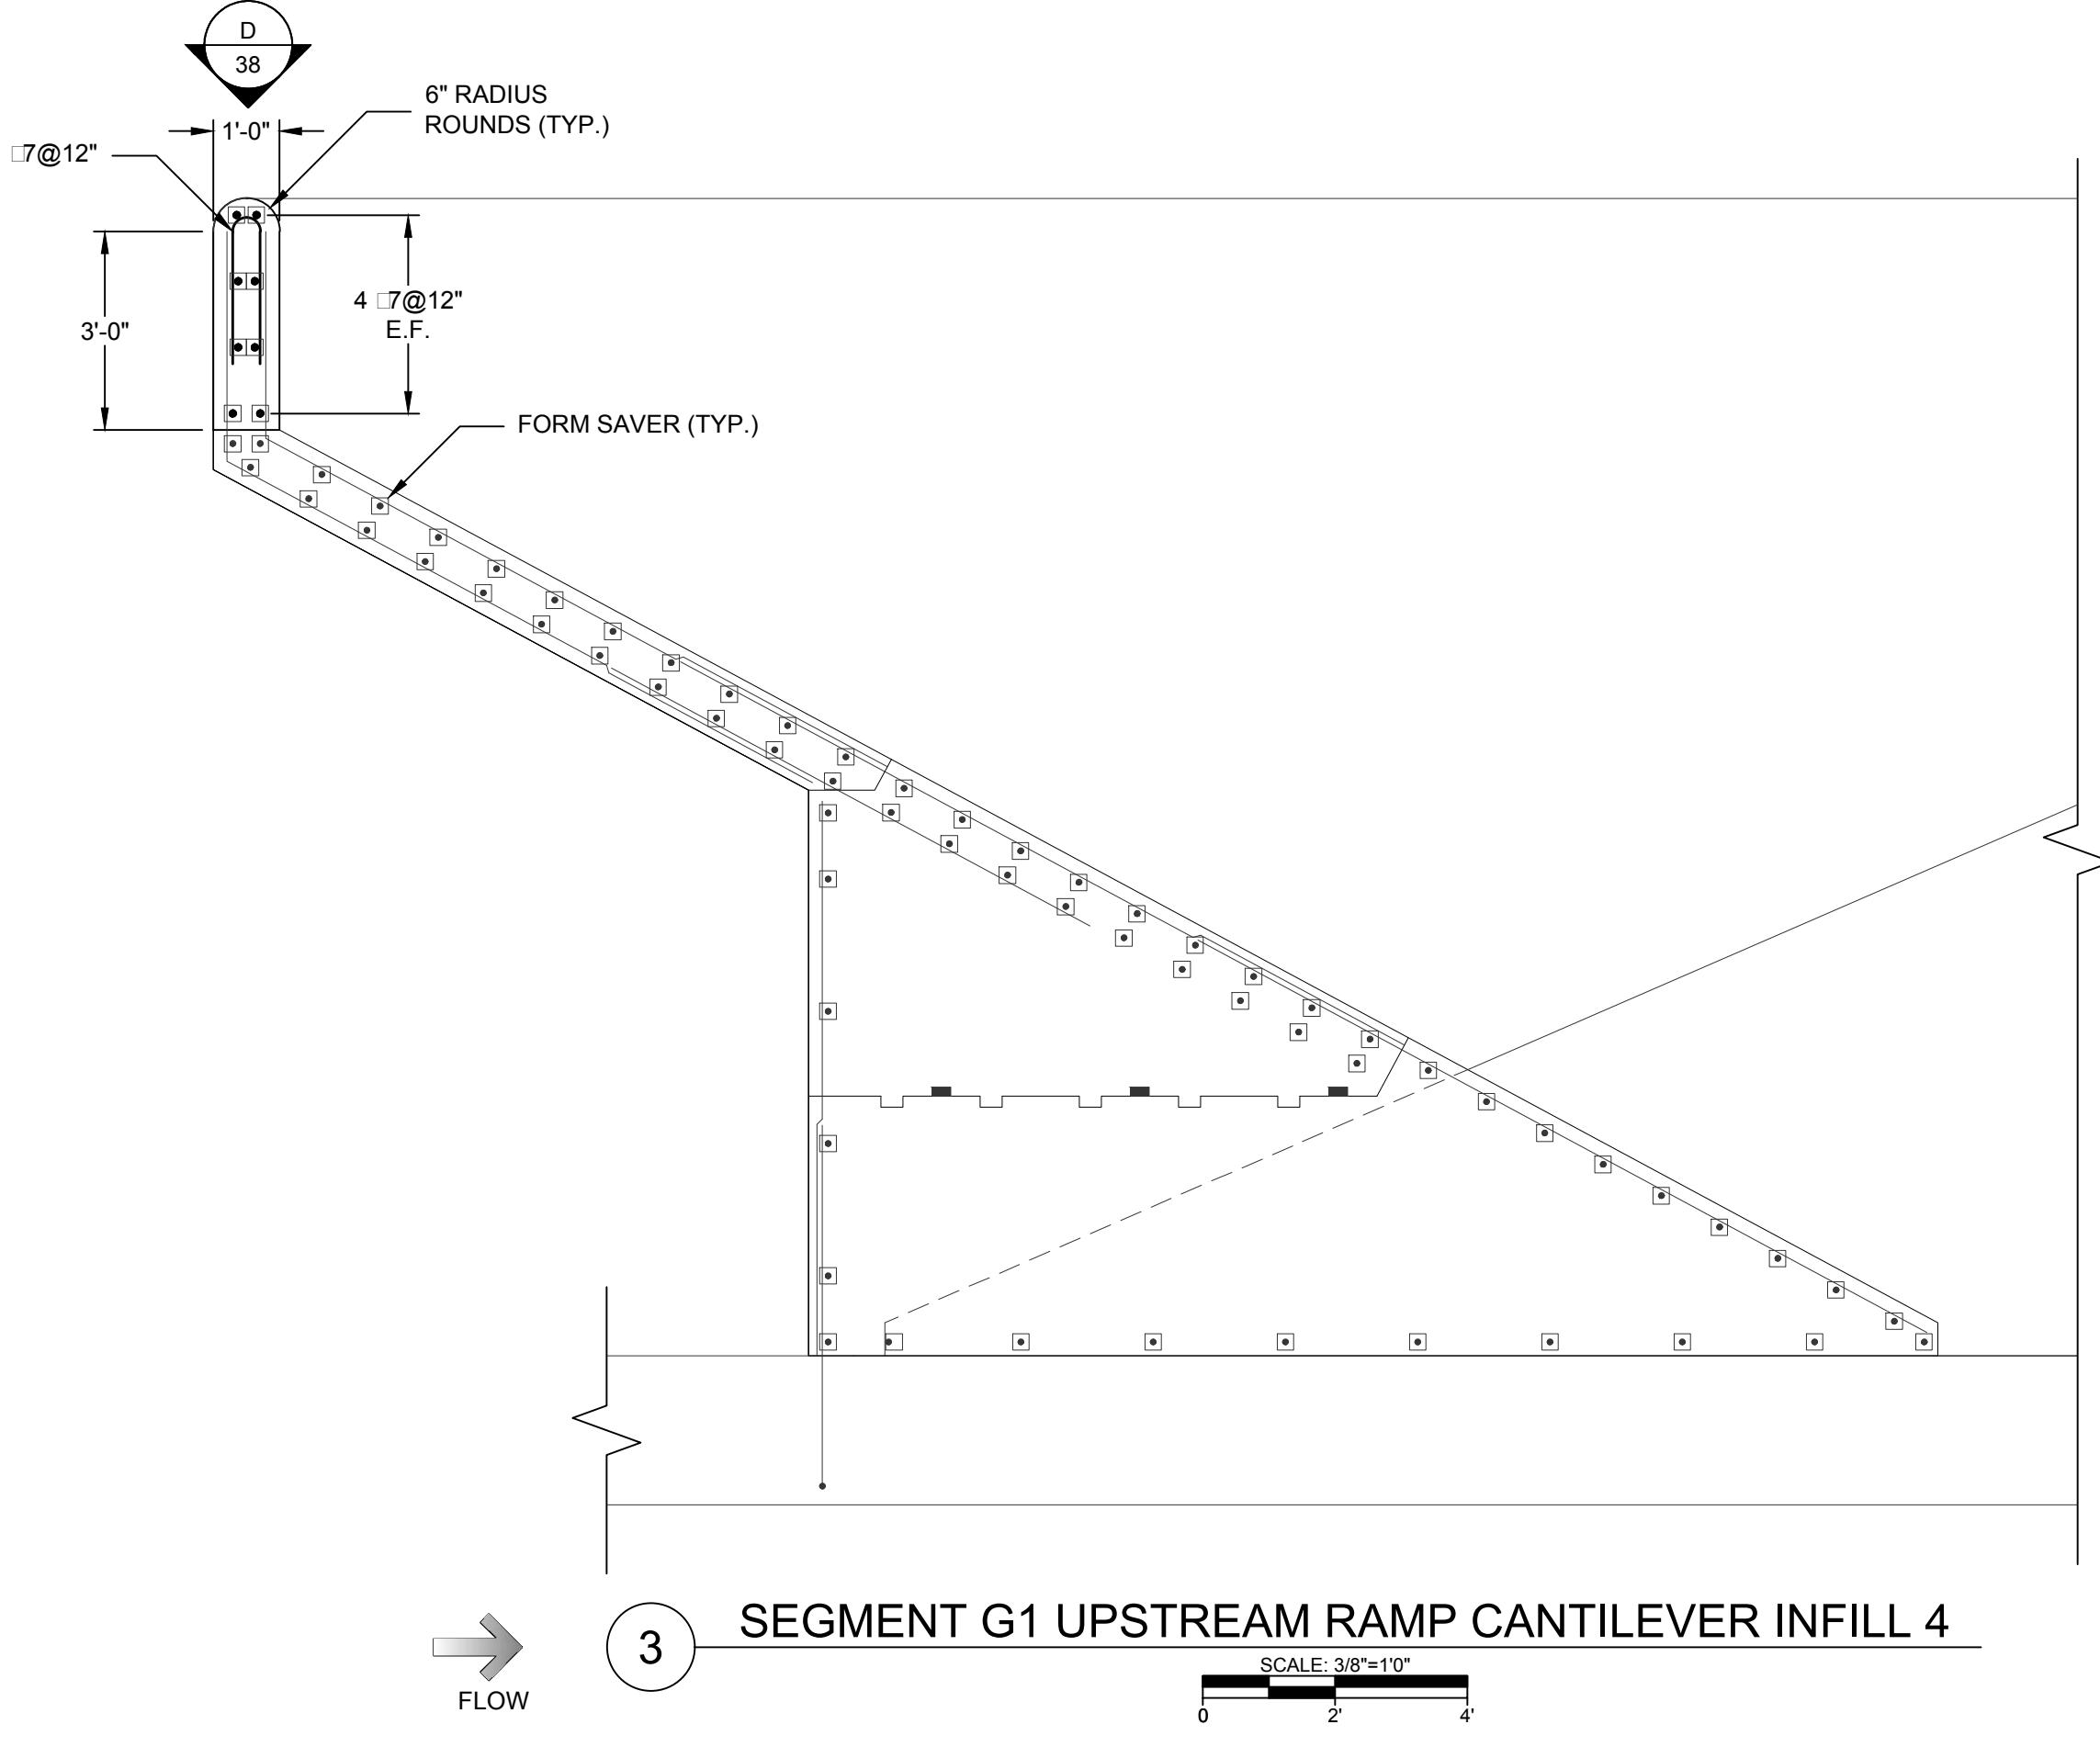 D
38
6" RADIUS
ROUNDS (TYP.)
1'-0"
□7@12"
4 □7@12"
E.F.
3'-0"
FORM SAVER (TYP.)
3
SEGMENT G1 UPSTREAM RAMP CANTILEVER INFILL 4
SCALE: 3/8"=1'0"
0 2' 4'
FLOW